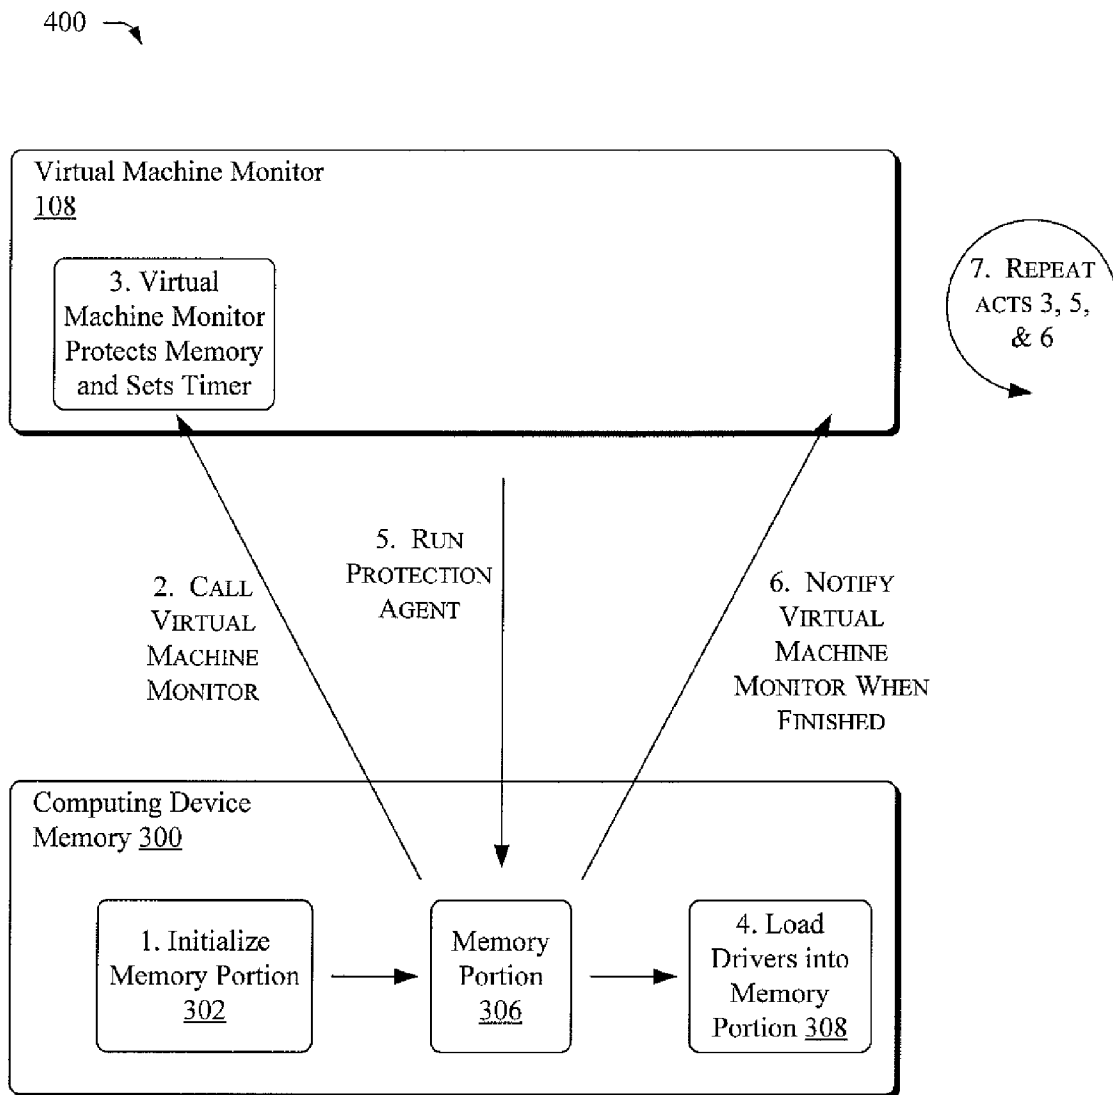 400
Virtual Machine Monitor
108
3. Virtual
Machine Monitor
Protects Memory
and Sets Timer
7. REPEAT
ACTS 3, 5,
& 6
5. RUN
PROTECTION
AGENT
2. CALL
VIRTUAL
MACHINE
MONITOR
6. NOTIFY
VIRTUAL
MACHINE
MONITOR WHEN
FINISHED
Computing Device
Memory 300
1. Initialize
Memory Portion
302
Memory
Portion
306
4. Load
Drivers into
Memory
Portion 308